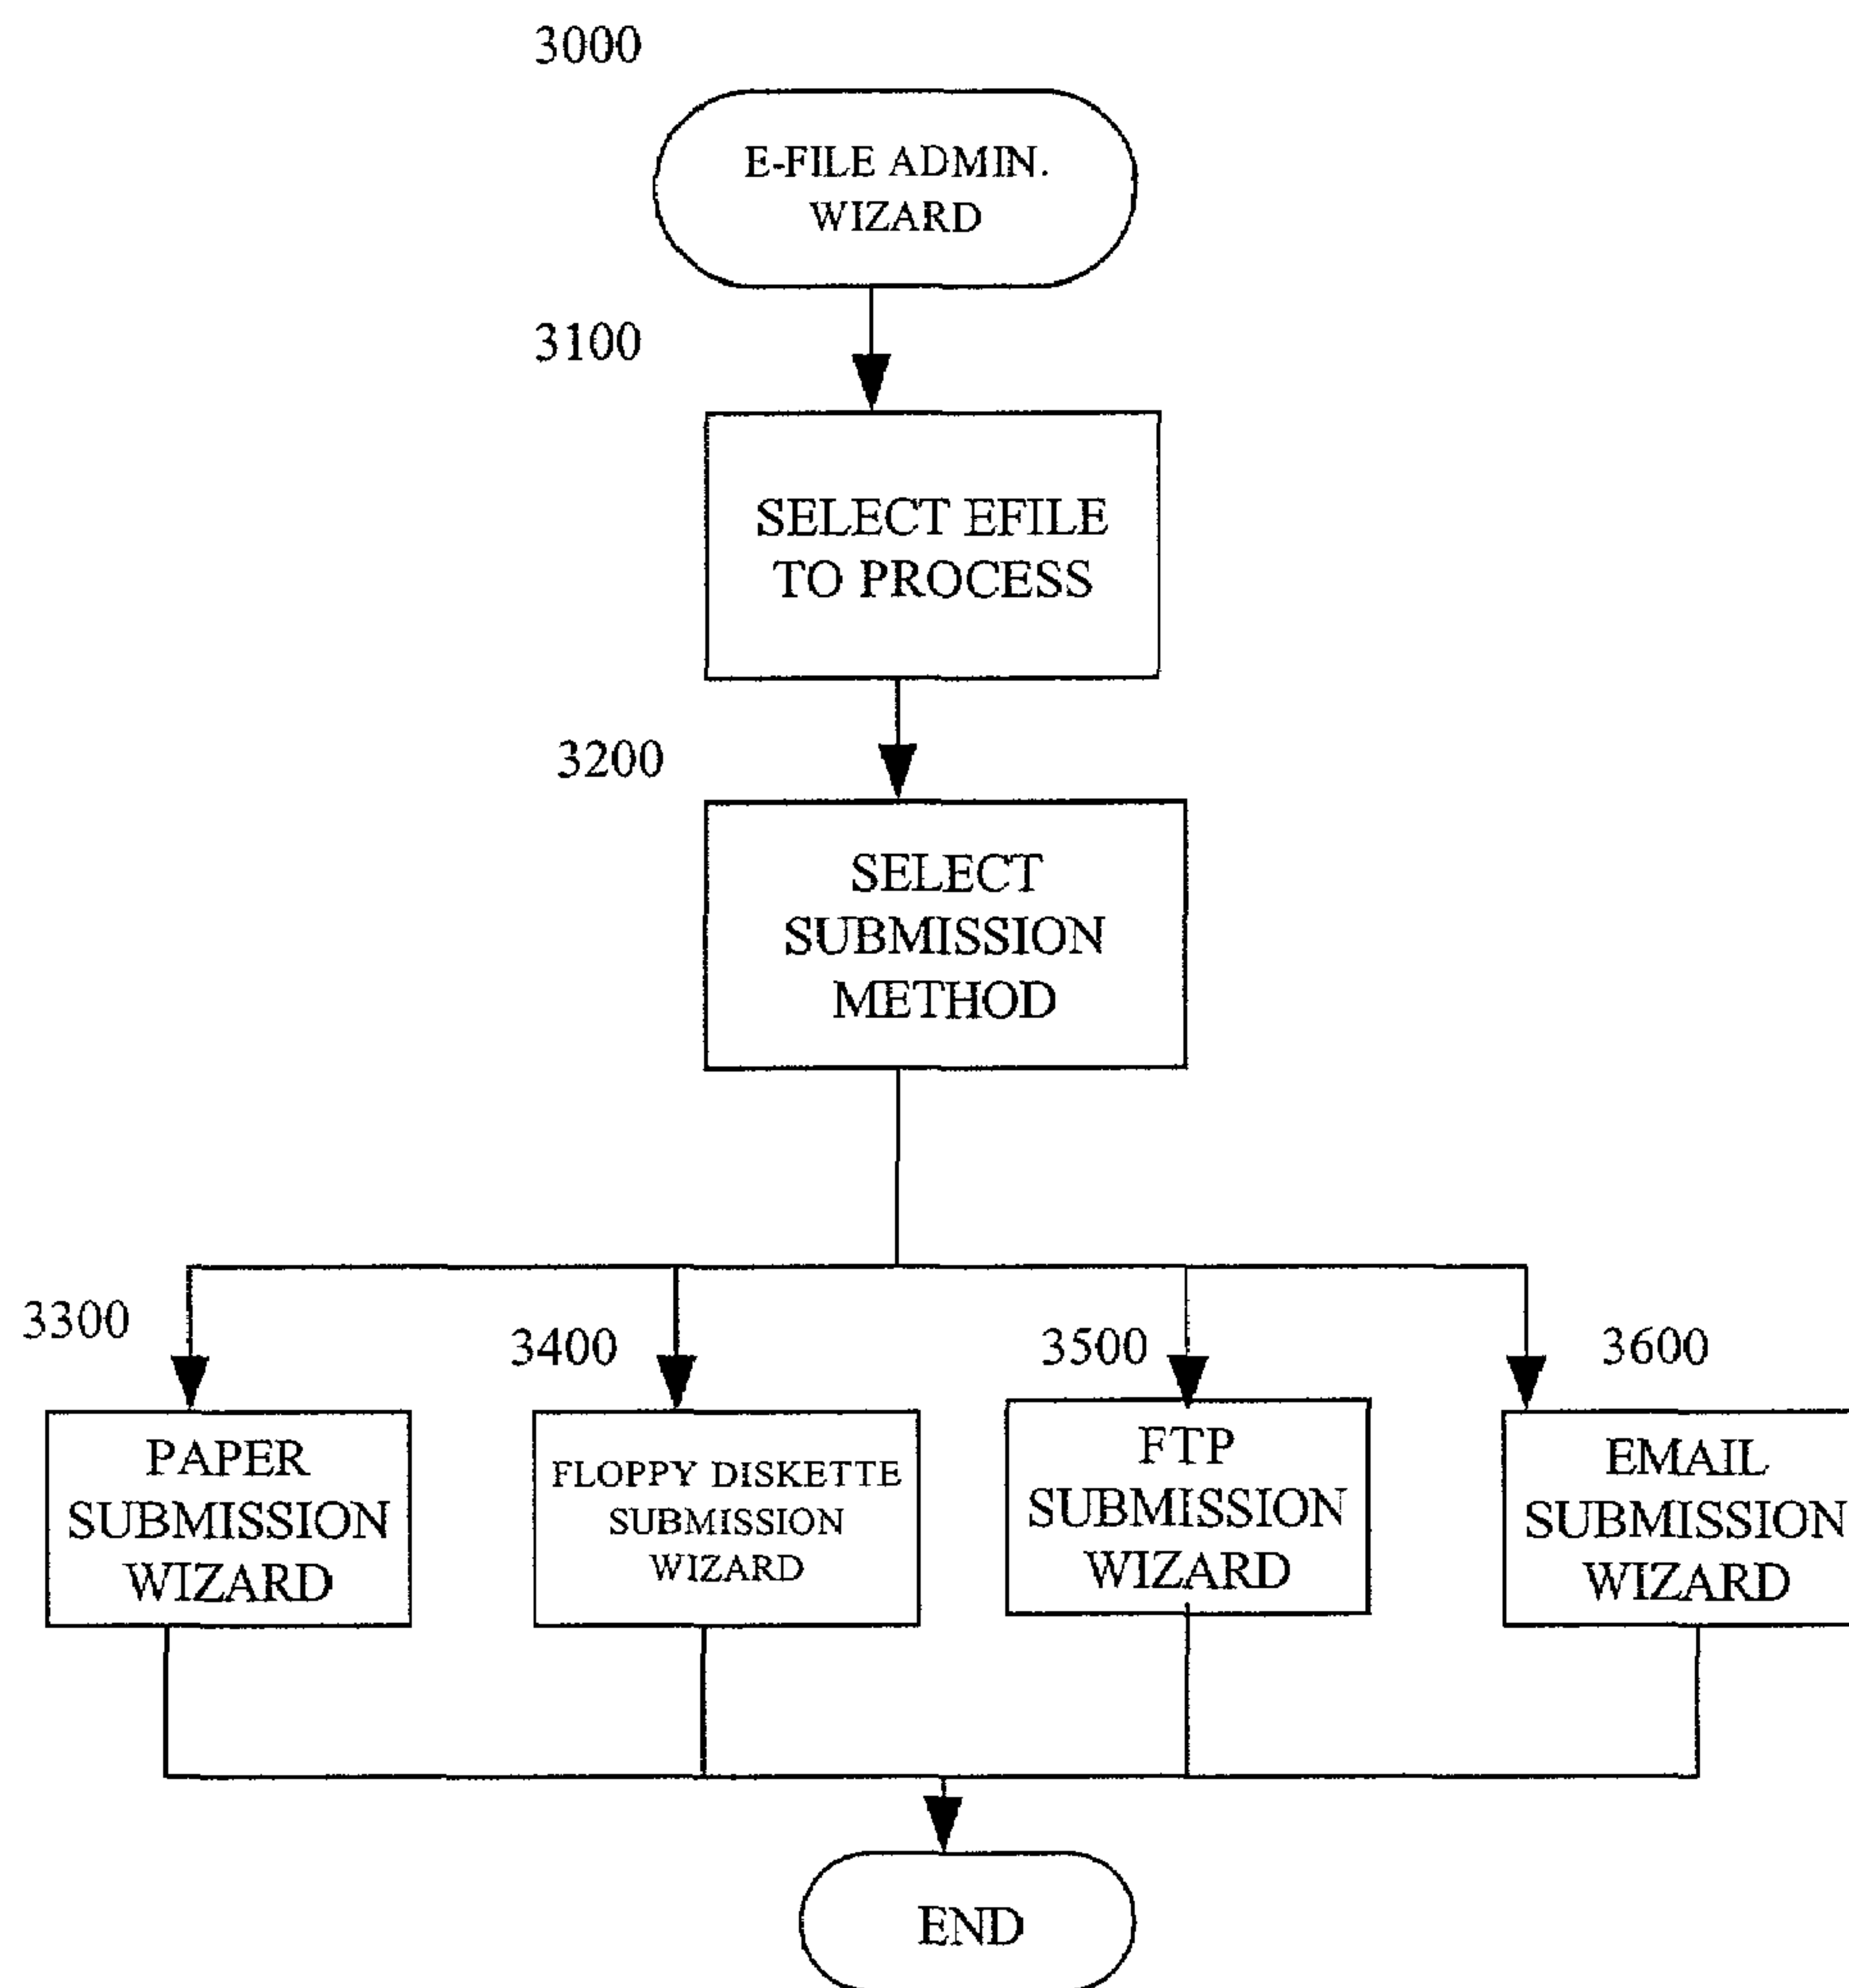 3000
E-FILE ADMIN.
WIZARD
3100
SELECT EFILE
TO PROCESS
3200
SELECT
SUBMISSION
METHOD
3300
3400
3500
3600
PAPER
SUBMISSION
WIZARD
FLOPPY DISKETTE
SUBMISSION
WIZARD
FTP
SUBMISSION
WIZARD
EMAIL
SUBMISSION
WIZARD
END